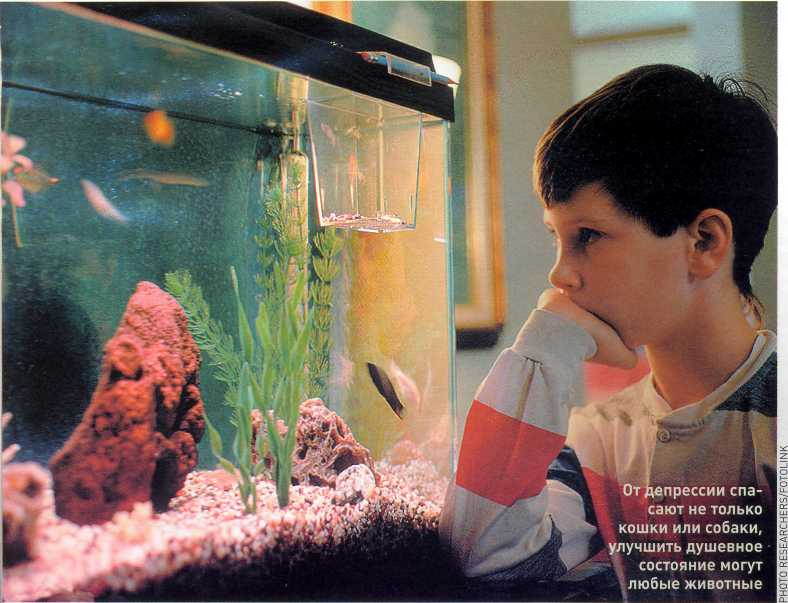 От депрессии спа-
сают не только
кошки или собаки,
улучшить душевное
состояние могут
любые животные
PHOTO RESEARCHERS/FOTOLINK